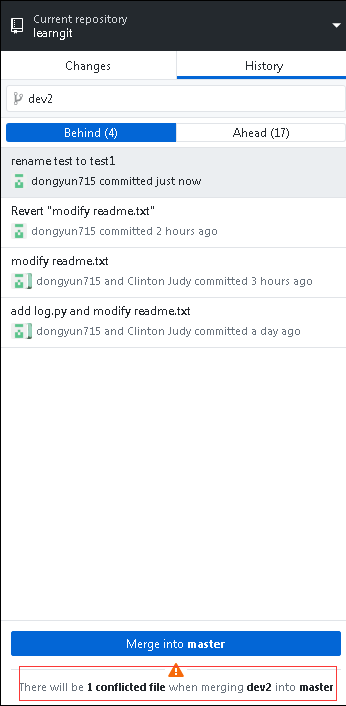 Current repository
learngit
Changes
History
dev2
Behind (4)
Ahead (17)
rename test to test1
dongyun715 committed just now
Revert "modify readme.txt"
dongyun715 committed 2 hours ago
modify readme.txt
dongyun715 and Clinton Judy committed 3 hours ago
add log.py and modify readme.txt
dongyun715 and Clinton Judy committed a day ago
Merge into master
There will be 1 conflicted file when merging dev2 into master